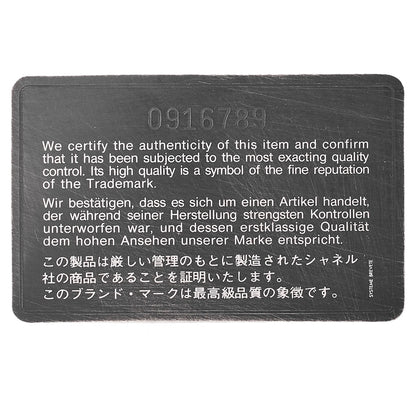 0916789
We certify the authenticity of this item and confirm
that it has been subjected to the most exacting quality
control. Its high quality is a symbol of the fine reputation
of the Trademark.
Wir bestätigen, dass es sich um einen Artikel handelt,
der während seiner Herstellung strengsten Kontrollen
unterworfen war, und dessen erstklassige Qualität
dem hohen Ansehen unserer Marke entspricht.
この製品は厳しい管理のもとに製造されたシャネル
社の商品であることを証明いたします。
このブランド・マークは最高級品質の象徴です。
SYSTEME BREVETE